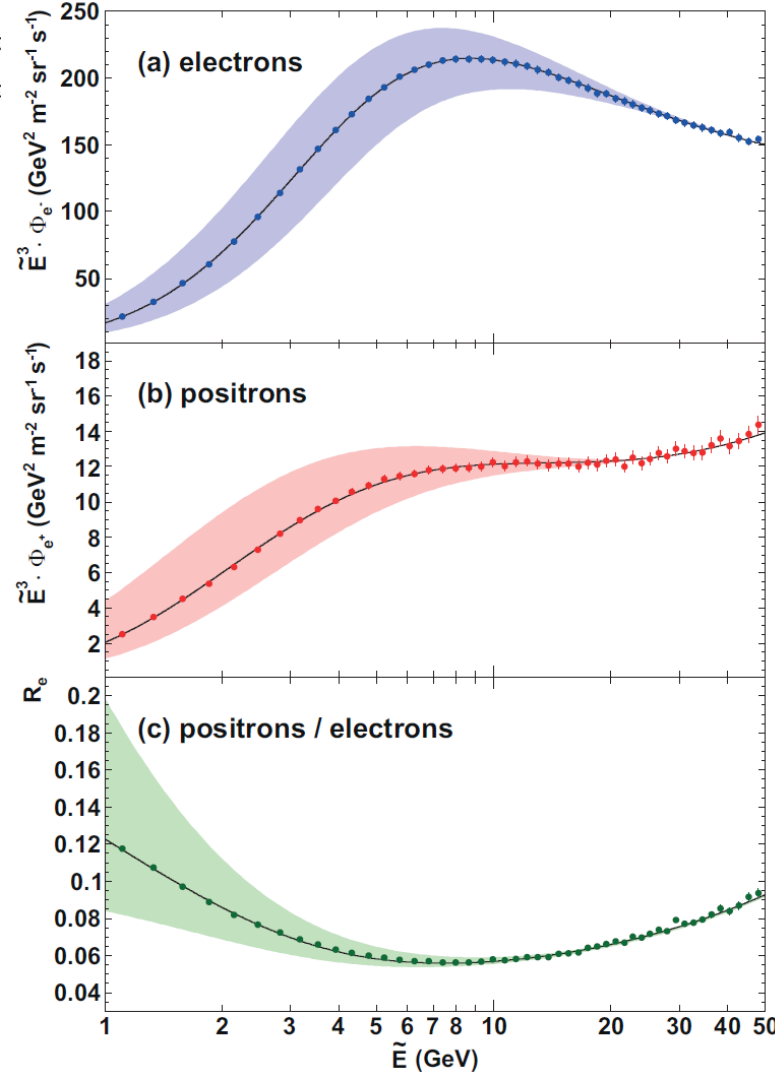 250
(a) electrons
200
150
100
50
Ẽ³ · Φe⁻ (GeV² m⁻² sr⁻¹ s⁻¹)
18
(b) positrons
16
14
12
10
8
6
4
2
Ẽ³ · Φe⁺ (GeV² m⁻² sr⁻¹ s⁻¹)
Rₑ
0.2
(c) positrons / electrons
0.18
0.16
0.14
0.12
0.1
0.08
0.06
0.04
1 2 3 4 5 6 7 8 10 20 30 40 50
Ẽ (GeV)